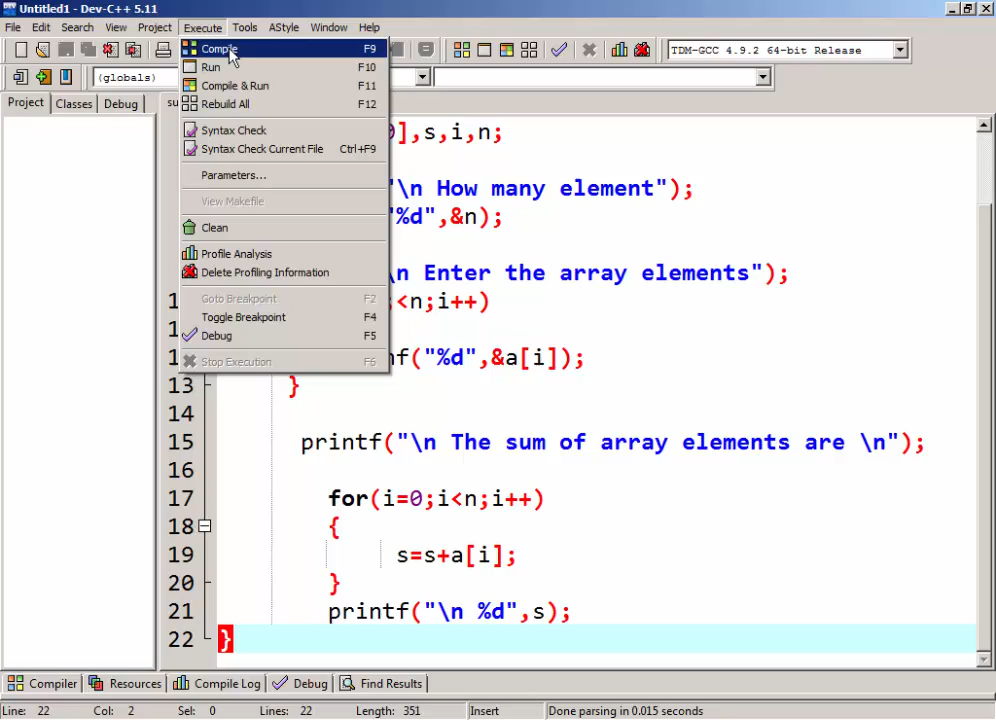 Untitled1 - Dev-C++ 5.11
File Edit Search View Project Execute Tools AStyle Window Help
TDM-GCC 4.9.2 64-bit Release
(globals)
Project Classes Debug su
Compile F9
Run F10
Compile & Run F11
Rebuild All F12
Syntax Check
Syntax Check Current File Ctrl+F9
Parameters...
View Makefile
Clean
Profile Analysis
Delete Profiling Information
Goto Breakpoint F2
Toggle Breakpoint F4
Debug F5
Stop Execution F6
0],s,i,n;
"\n How many element");
"%d",&n);
\n Enter the array elements");
1 ;<n;i++)
1
1 nf("%d",&a[i]);
13 }
14
15 printf("\n The sum of array elements are \n");
16
17 for(i=0;i<n;i++)
18 {
19 s=s+a[i];
20 }
21 printf("\n %d",s);
22 }
Compiler Resources Compile Log Debug Find Results
Line: 22 Col: 2 Sel: 0 Lines: 22 Length: 351 Insert Done parsing in 0.015 seconds